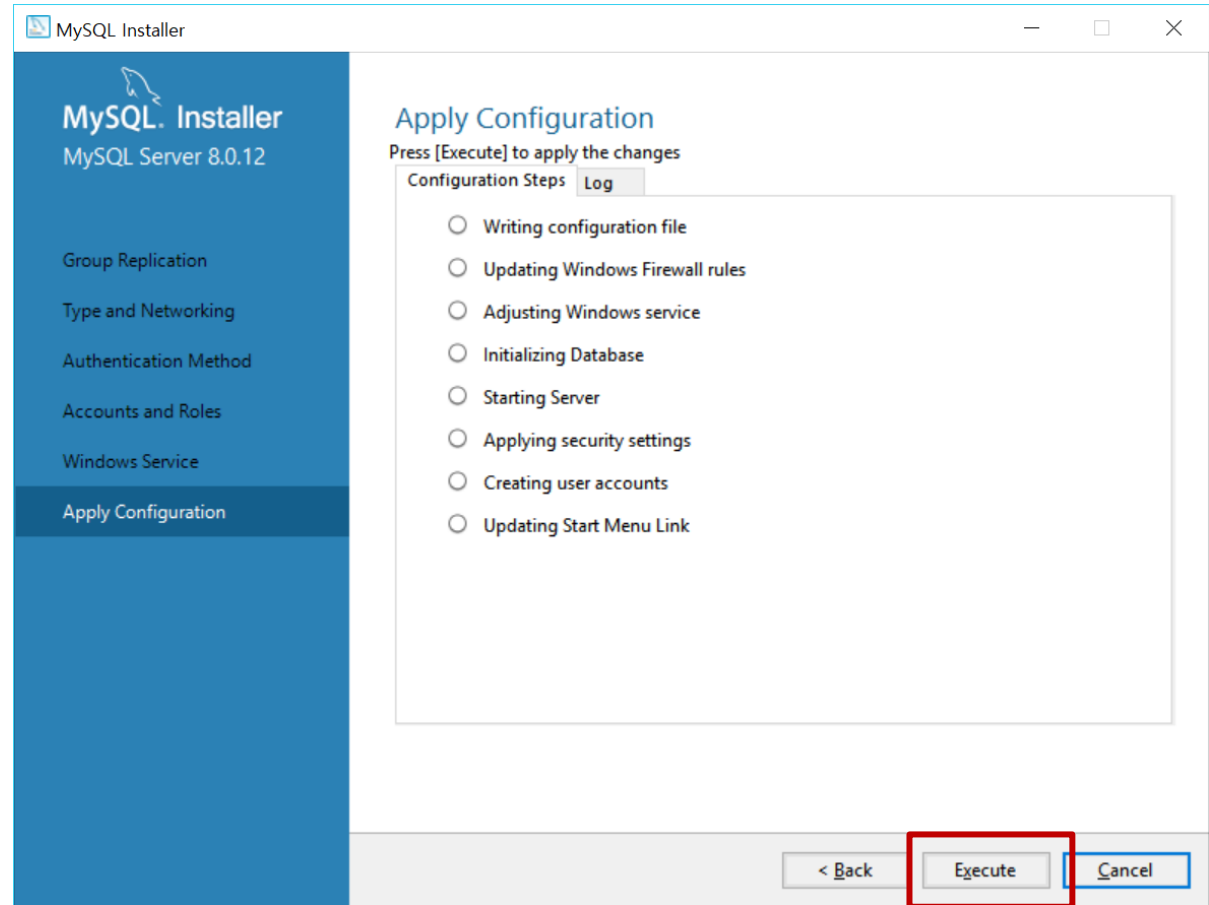 MySQL Installer
MySQL. Installer
MySQL Server 8.0.12
Group Replication
Type and Networking
Authentication Method
Accounts and Roles
Windows Service
Apply Configuration
Apply Configuration
Press [Execute] to apply the changes
Configuration Steps Log
Writing configuration file
Updating Windows Firewall rules
Adjusting Windows service
Initializing Database
Starting Server
Applying security settings
Creating user accounts
Updating Start Menu Link
< Back Execute Cancel